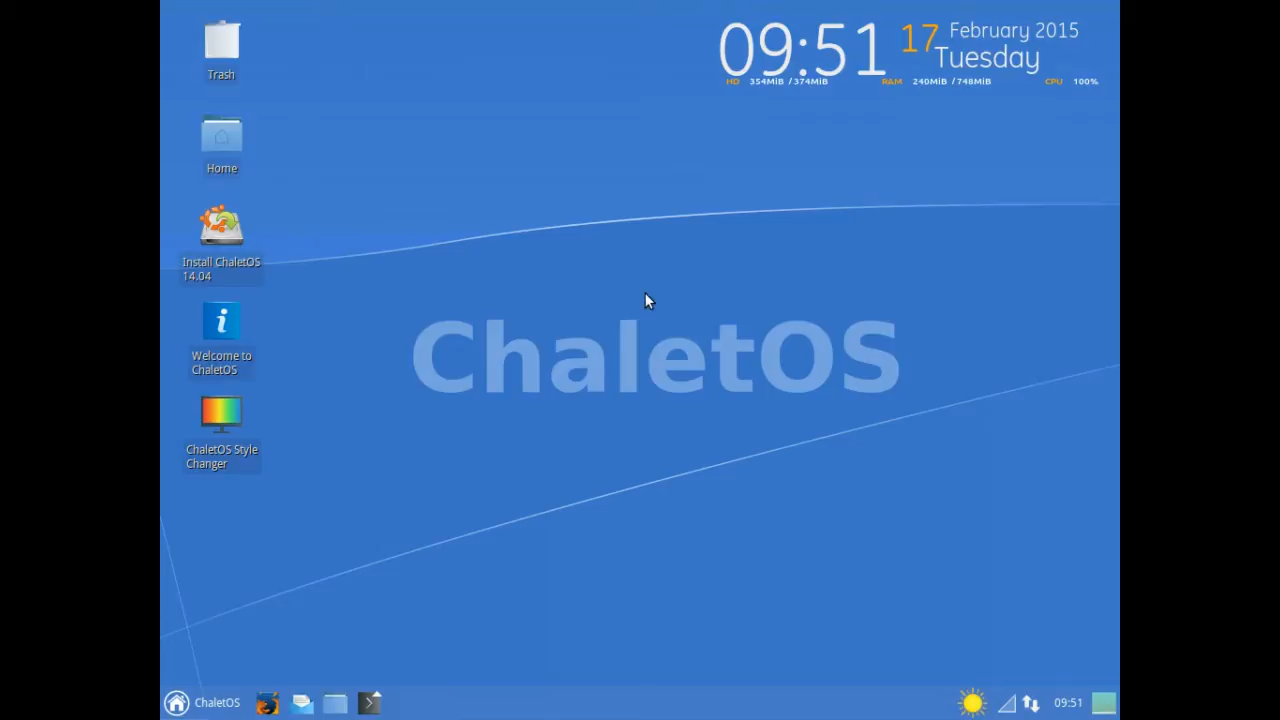 Trash
Home
Install ChaletOS
14.04
Welcome to
ChaletOS
ChaletOS Style
Changer
09:51
17
February 2015
Tuesday
HD 354MiB /374MiB RAM 240MiB /748MiB CPU 100%
ChaletOS
ChaletOS
09:51